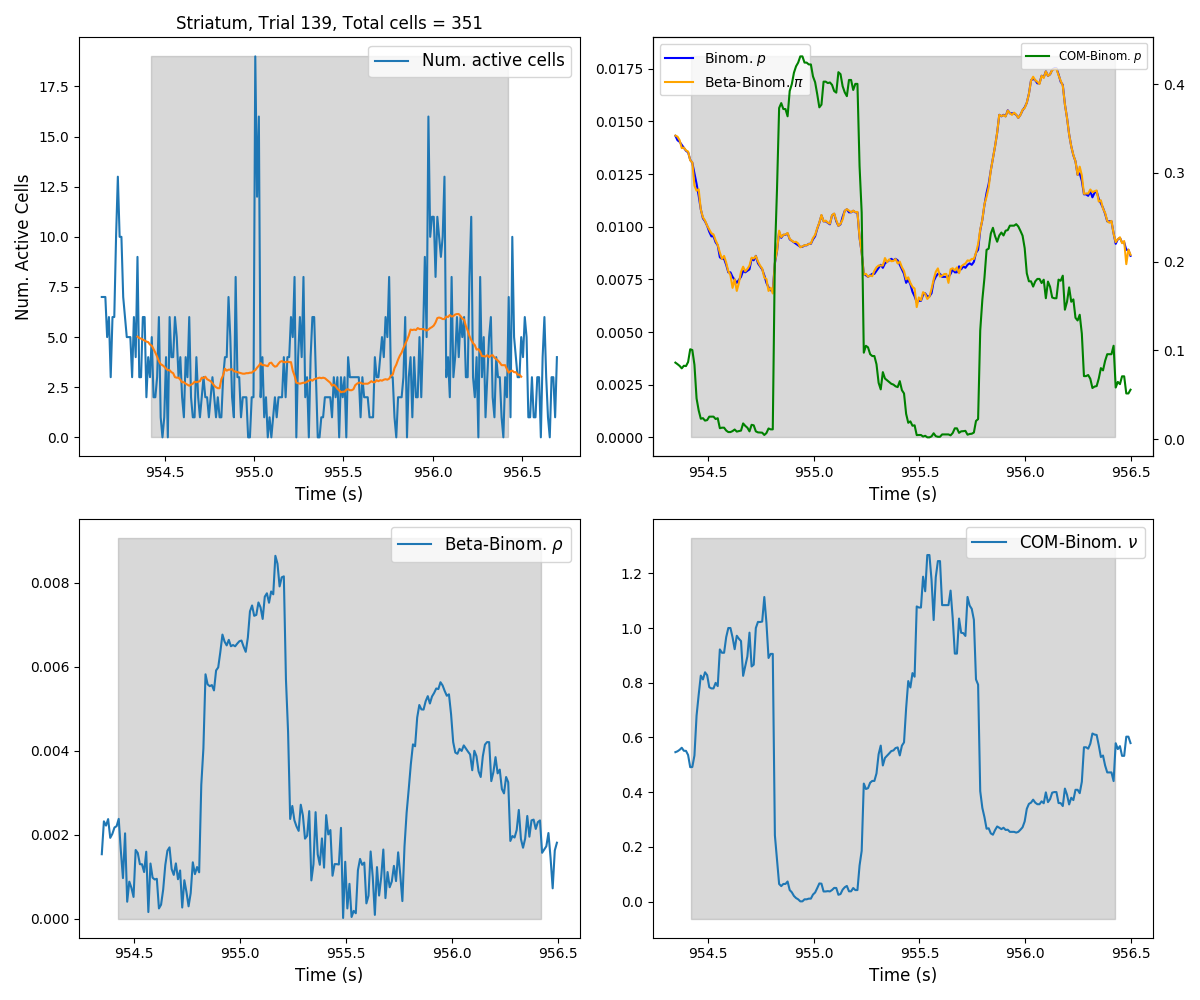 Striatum, Trial 139, Total cells = 351
Num. active cells
Num. Active Cells
17.5
15.0
12.5
10.0
7.5
5.0
2.5
0.0
954.5 955.0 955.5 956.0 956.5
Time (s)
Binom. p
Beta-Binom. π
COM-Binom. p
0.0175
0.0150
0.0125
0.0100
0.0075
0.0050
0.0025
0.0000
0.4
0.3
0.2
0.1
0.0
954.5 955.0 955.5 956.0 956.5
Time (s)
Beta-Binom. ρ
0.008
0.006
0.004
0.002
0.000
954.5 955.0 955.5 956.0 956.5
Time (s)
COM-Binom. ν
1.2
1.0
0.8
0.6
0.4
0.2
0.0
954.5 955.0 955.5 956.0 956.5
Time (s)